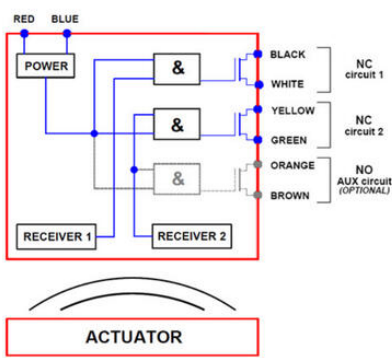 RED BLUE
POWER
&
BLACK
WHITE
NC
circuit 1
&
YELLOW
GREEN
NC
circuit 2
&
ORANGE
BROWN
NO
AUX circuit
(OPTIONAL)
RECEIVER 1
RECEIVER 2
ACTUATOR